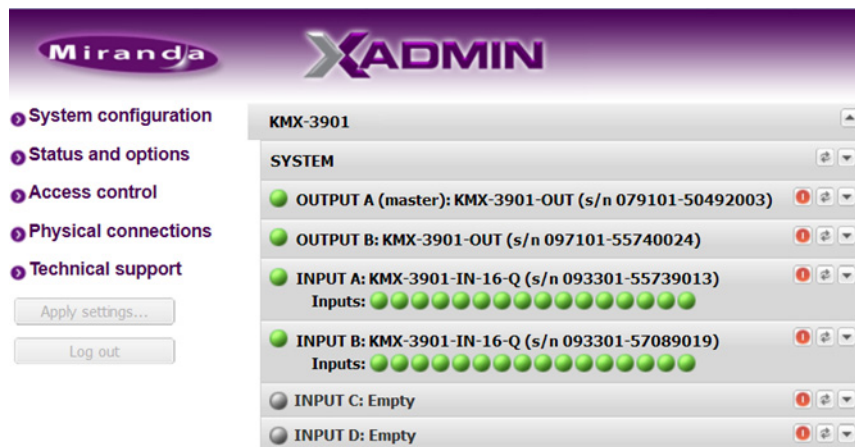 Miranda
XADMIN
System configuration
Status and options
Access control
Physical connections
Technical support
Apply settings...
Log out
KMX-3901
SYSTEM
OUTPUT A (master): KMX-3901-OUT (s/n 079101-50492003)
OUTPUT B: KMX-3901-OUT (s/n 097101-55740024)
INPUT A: KMX-3901-IN-16-Q (s/n 093301-55739013)
Inputs:
INPUT B: KMX-3901-IN-16-Q (s/n 093301-57089019)
Inputs:
INPUT C: Empty
INPUT D: Empty